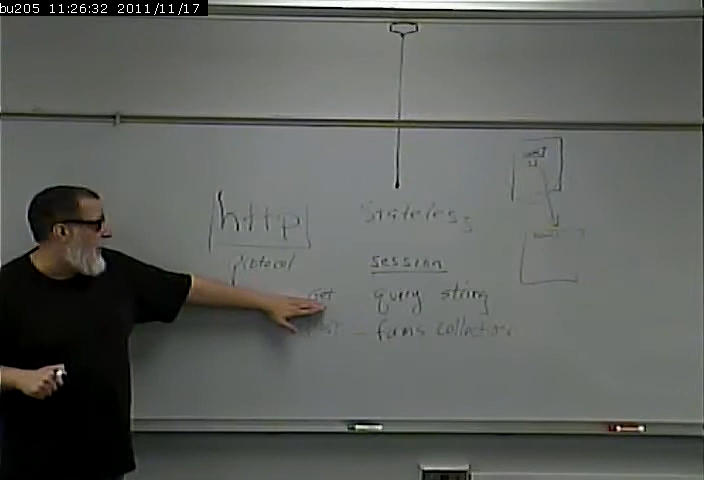 bu205 11:26:32 2011/11/17
http stateless
protocol session
get query string
post - forms collection